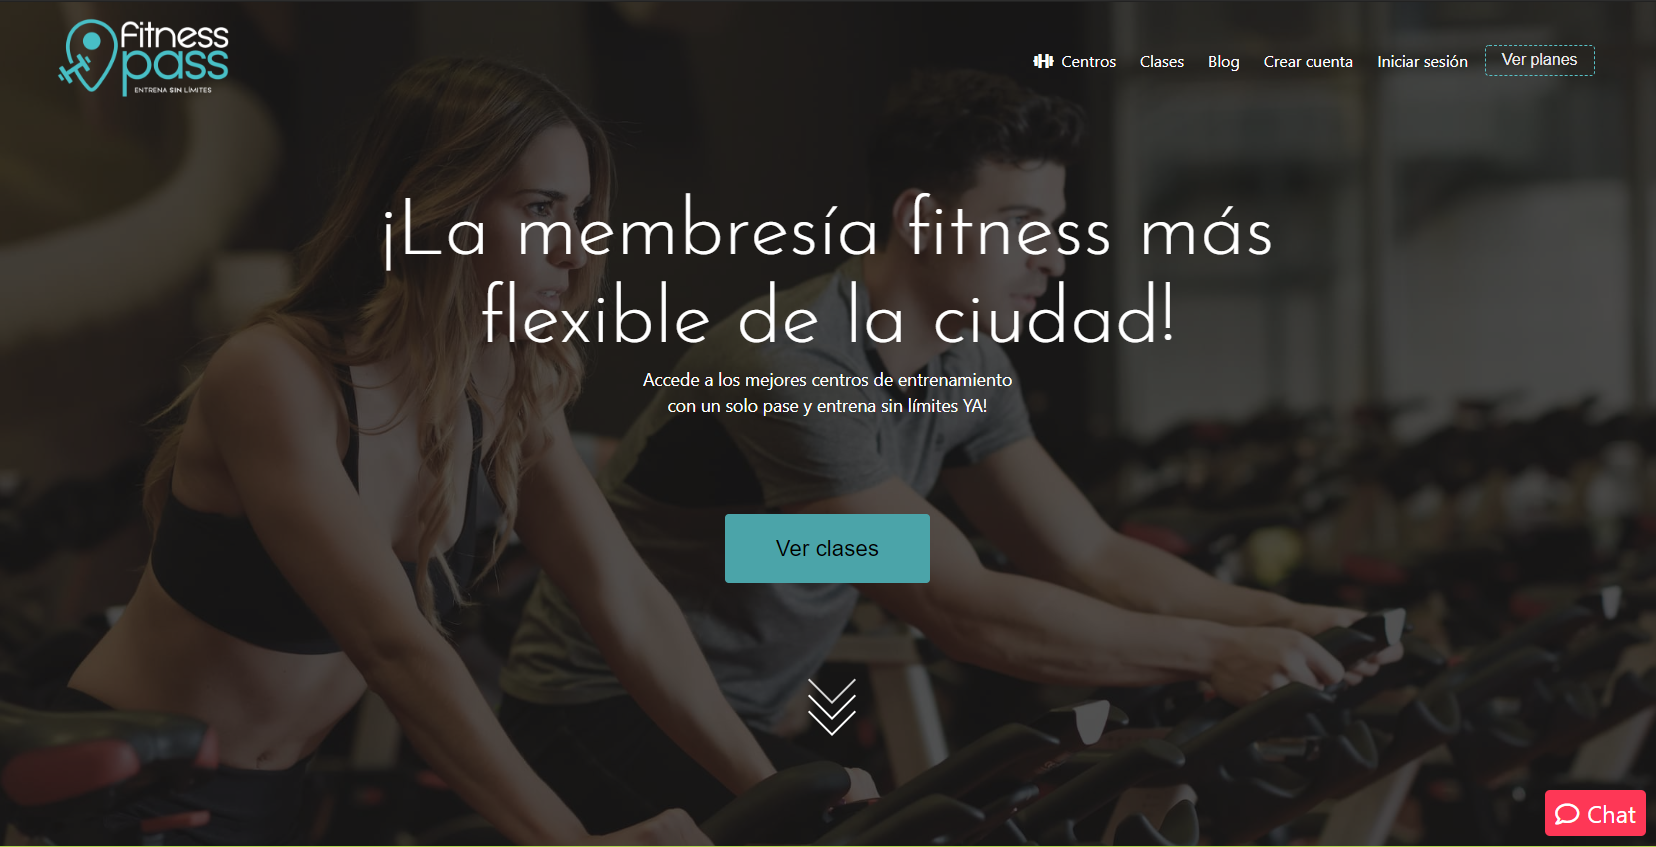 fitness
pass
ENTRENA SIN LÍMITES
Centros Clases Blog Crear cuenta Iniciar sesión Ver planes
¡La membresía fitness más
flexible de la ciudad!
Accede a los mejores centros de entrenamiento
con un solo pase y entrena sin límites YA!
Ver clases
Chat